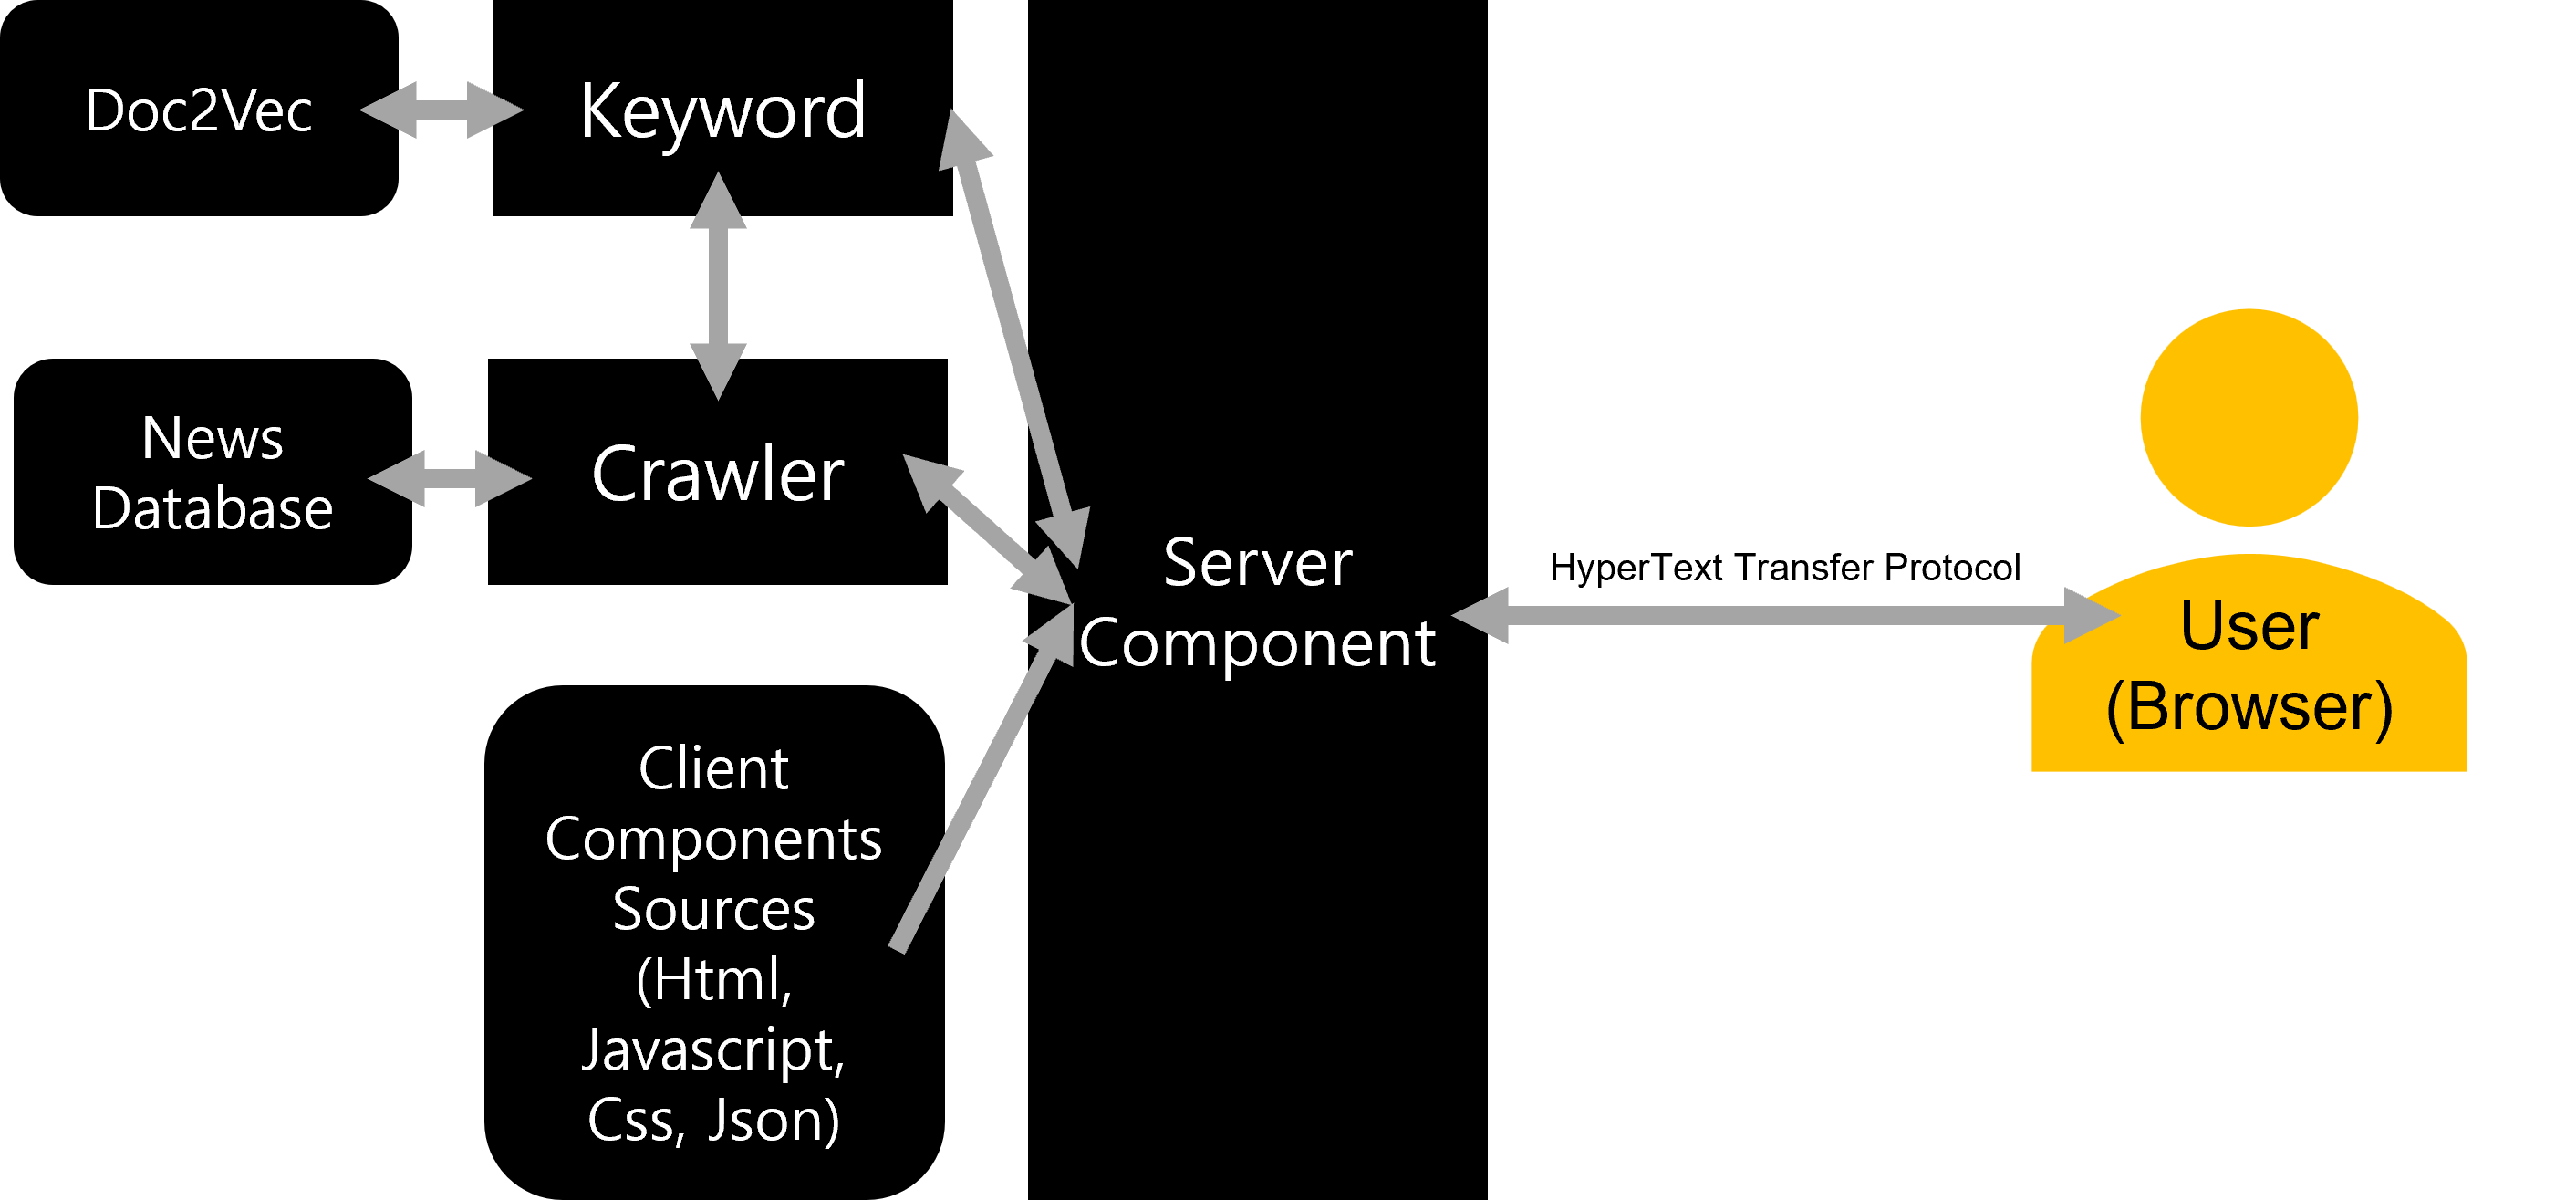 Doc2Vec
Keyword
News
Database
Crawler
Client
Components
Sources
(Html,
Javascript,
Css, Json)
Server
Component
HyperText Transfer Protocol
User
(Browser)